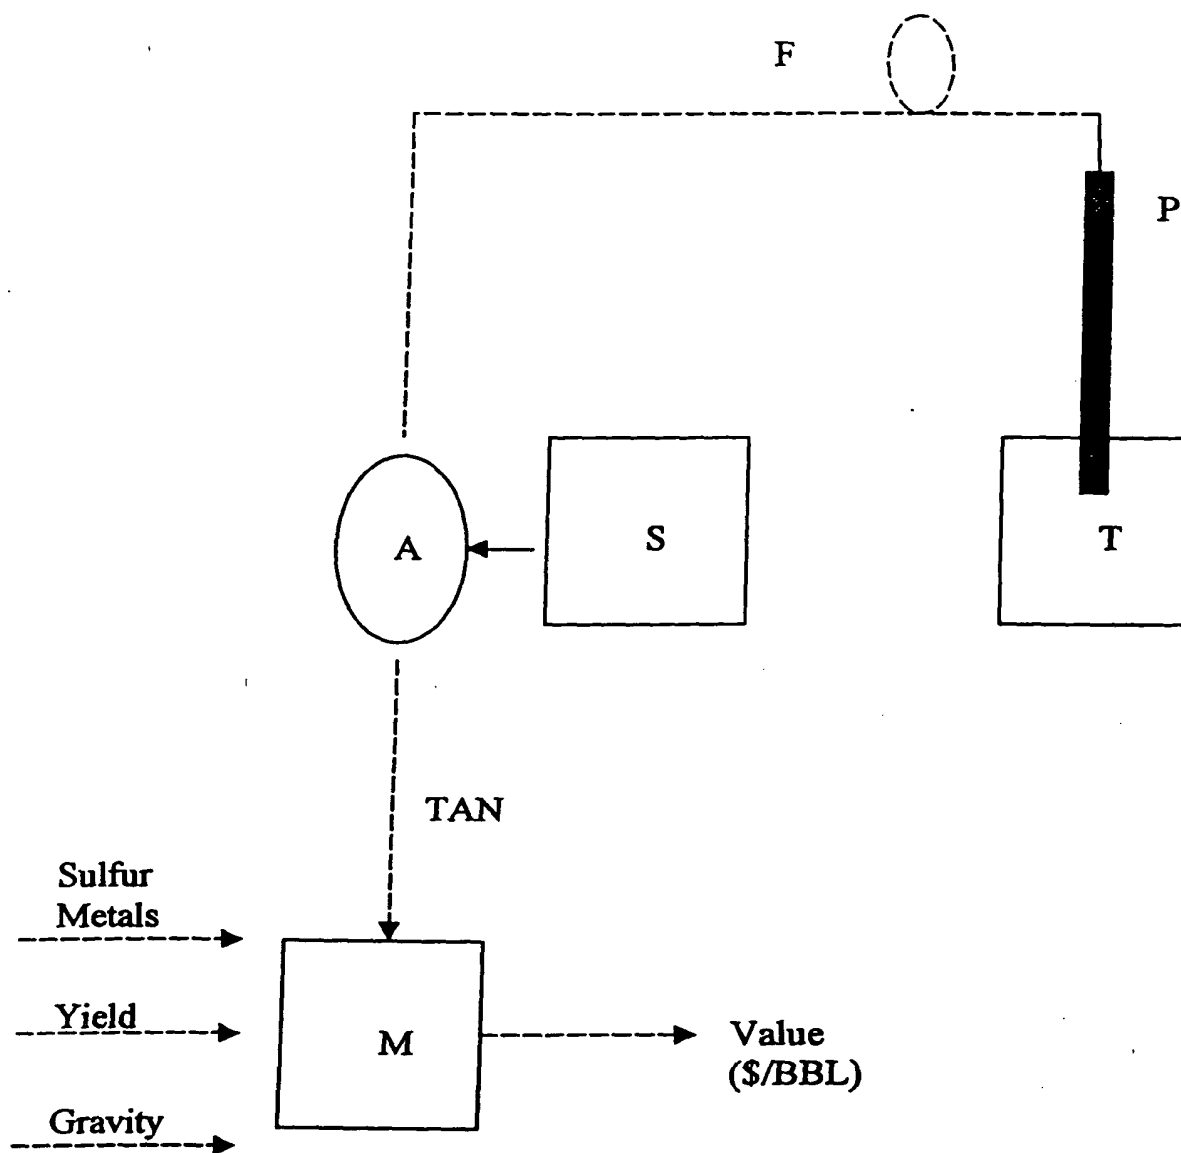 F
P
A
S
T
TAN
Sulfur
Metals
Yield
M
Value
($/BBL)
Gravity